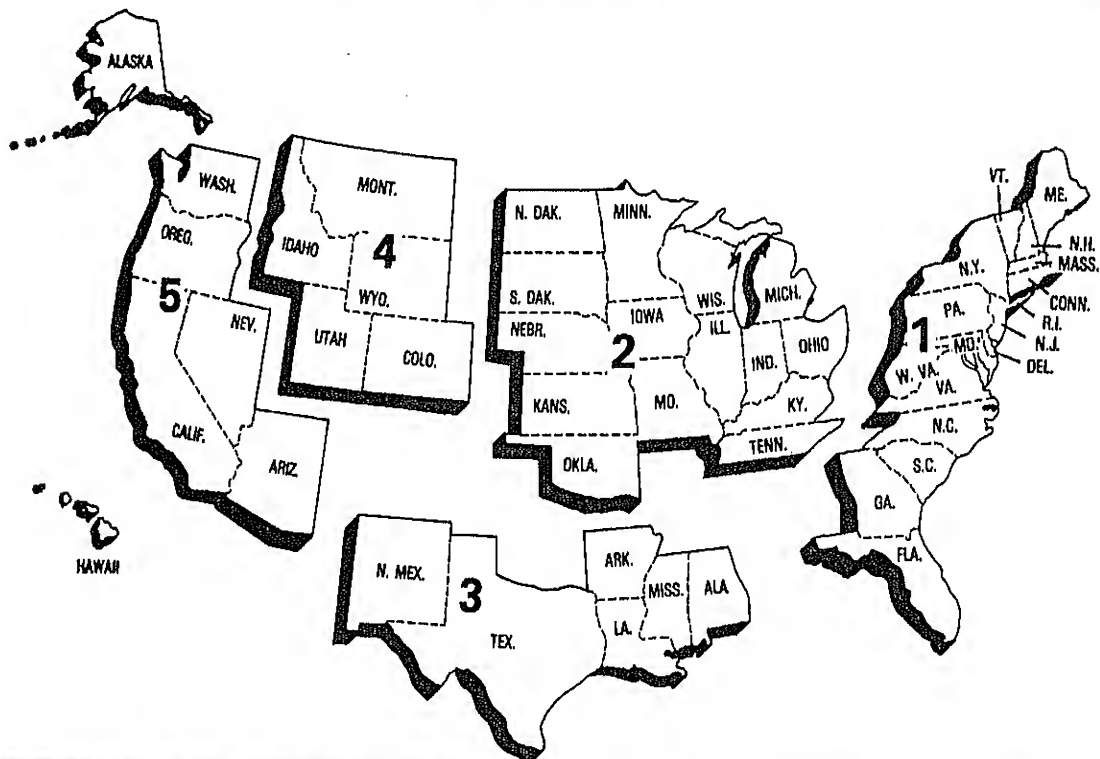 ALASKA
WASH.
OREG.
5
NEV.
CALIF.
ARIZ.
HAWAII
MONT.
IDAHO
4
WYO.
UTAH
COLO.
N. DAK.
MINN.
S. DAK.
WIS.
MICH.
NEBR.
IOWA
ILL.
2
IND.
OHIO
KANS.
MO.
KY.
OKLA.
TENN.
N. MEX.
3
TEX.
ARK.
MISS.
ALA
LA.
VT.
ME.
N.H.
MASS.
N.Y.
CONN.
PA.
R.I.
1
N.J.
MD.
DEL.
W. VA.
VA.
N.C.
S.C.
GA.
FLA.